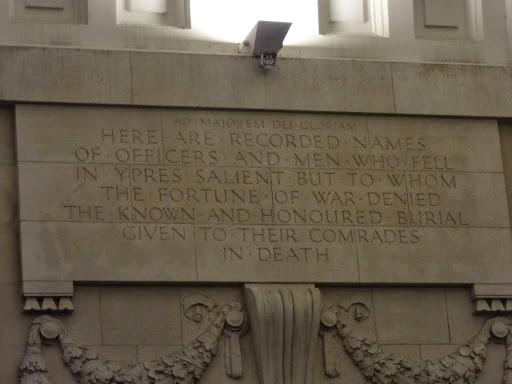 AD · MAJOREM · DEI · GLORIAM
HERE · ARE · RECORDED · NAMES
OF · OFFICERS · AND · MEN · WHO · FELL
IN · YPRES · SALIENT · BUT · TO · WHOM
THE · FORTUNE · OF · WAR · DENIED
THE · KNOWN · AND · HONOURED · BURIAL
GIVEN · TO · THEIR · COMRADES
IN · DEATH